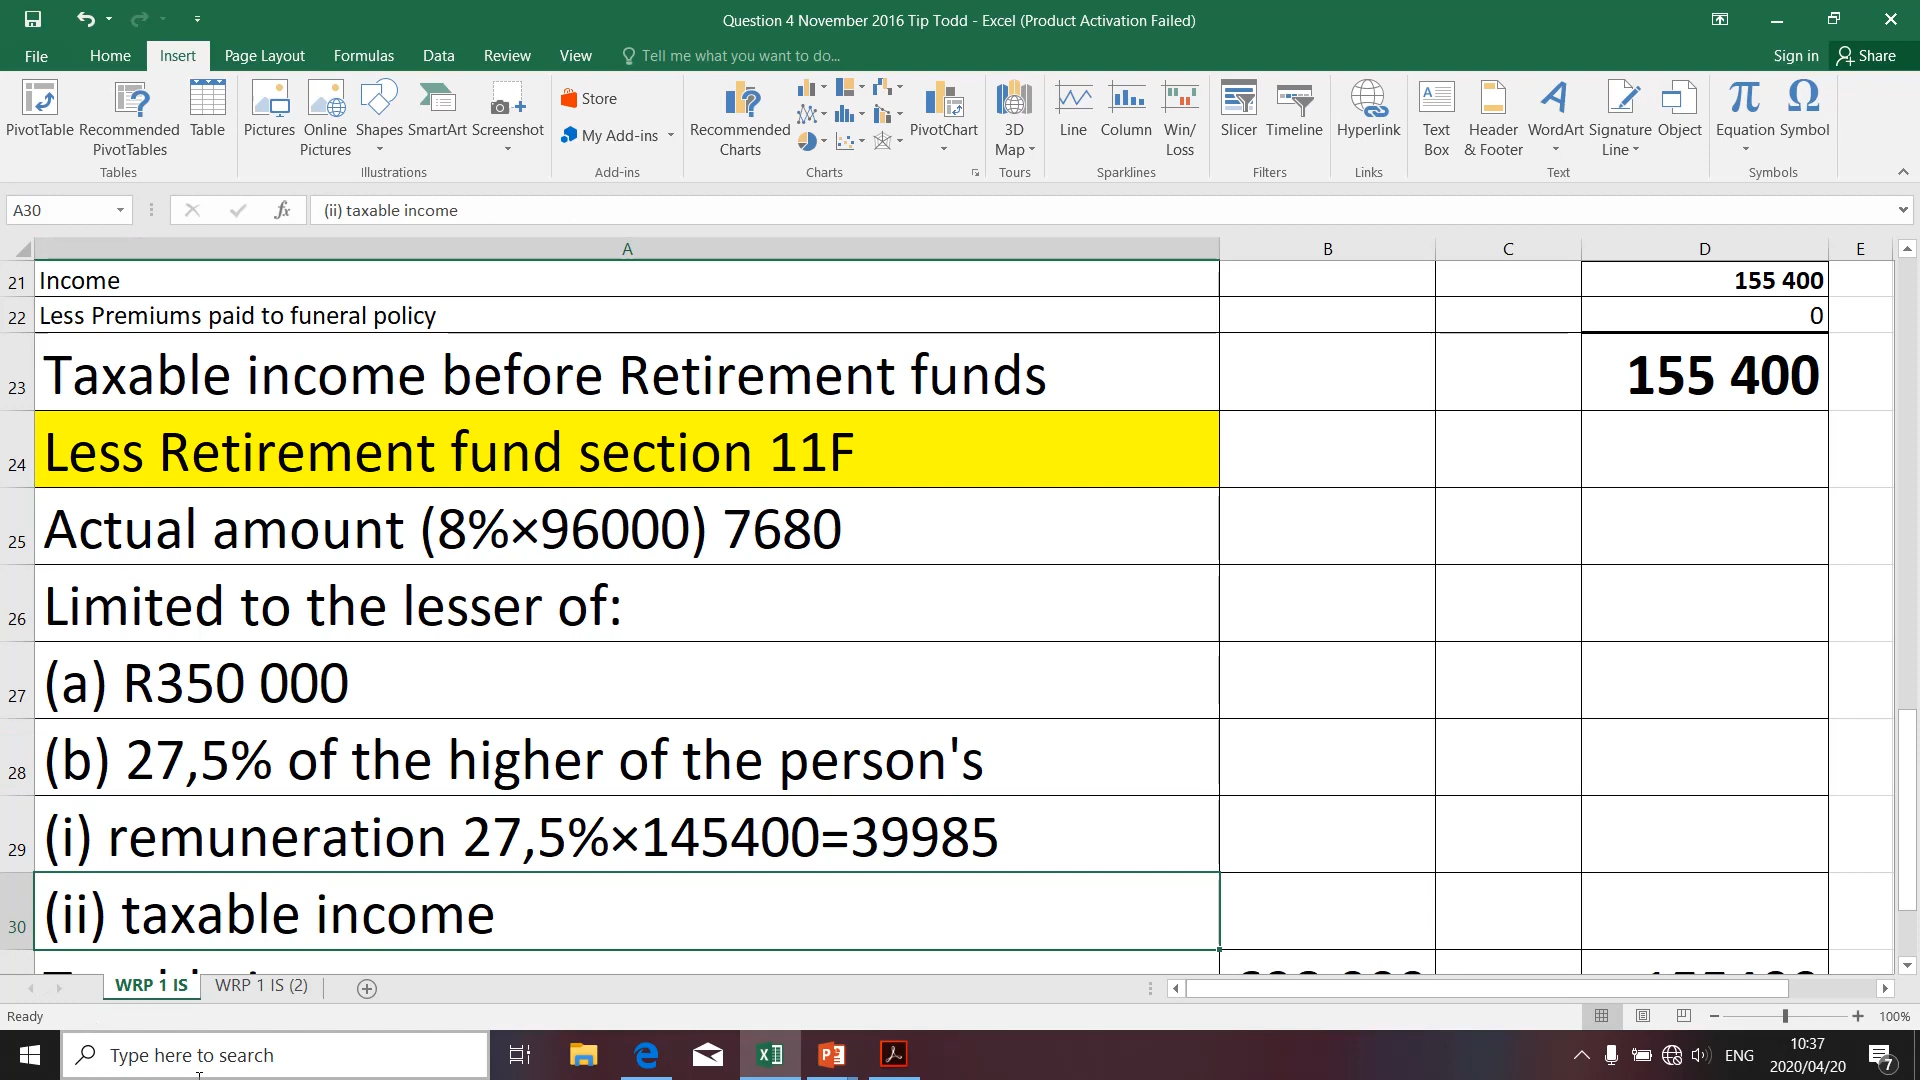 Question 4 November 2016 Tip Todd - Excel (Product Activation Failed)
File Home Insert Page Layout Formulas Data Review View Tell me what you want to do... Sign in Share
PivotTable Recommended PivotTables Table
Pictures Online Pictures Shapes SmartArt Screenshot
Store
My Add-ins
Recommended Charts PivotChart
3D Map
Line Column Win/ Loss
Slicer Timeline
Hyperlink
Text Box Header & Footer WordArt Signature Line Object
Equation Symbol
Tables Illustrations Add-ins Charts Tours Sparklines Filters Links Text Symbols
A30 fx (ii) taxable income
A B C D E
21 Income 155 400
22 Less Premiums paid to funeral policy 0
23 Taxable income before Retirement funds 155 400
24 Less Retirement fund section 11F
25 Actual amount (8%×96000) 7680
26 Limited to the lesser of:
27 (a) R350 000
28 (b) 27,5% of the higher of the person's
29 (i) remuneration 27,5%×145400=39985
30 (ii) taxable income
WRP 1 IS WRP 1 IS (2)
Ready 100%
Type here to search
ENG 10:37
2020/04/20
7